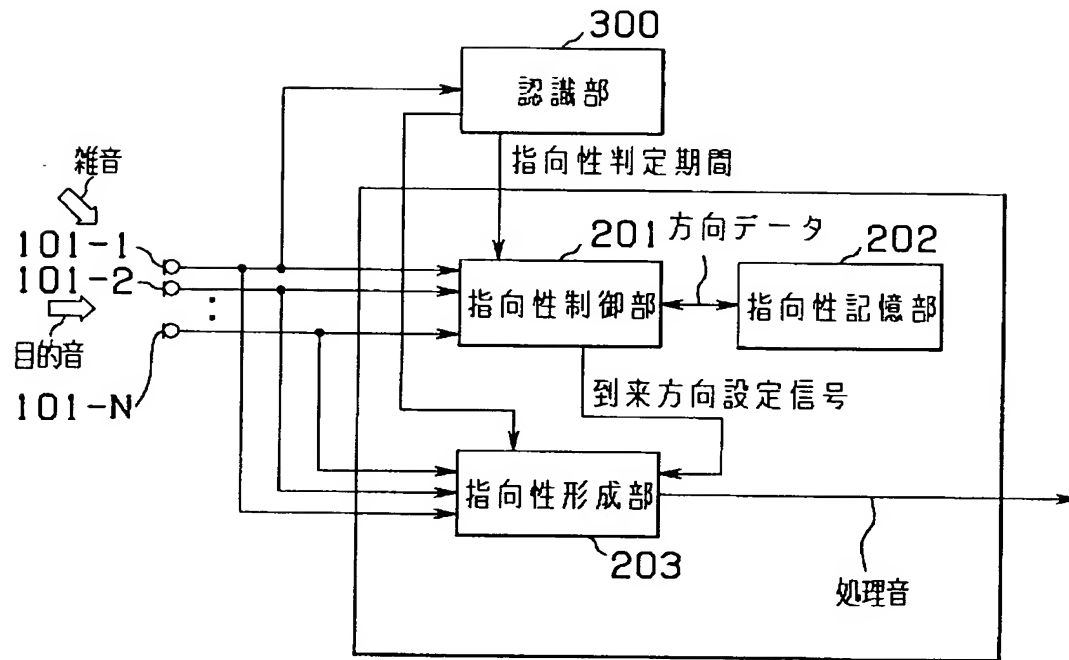 300
認識部
指向性判定期間
雑音
101-1
101-2
目的音
101-N
201
方向データ
202
指向性制御部
指向性記憶部
到来方向設定信号
指向性形成部
203
処理音